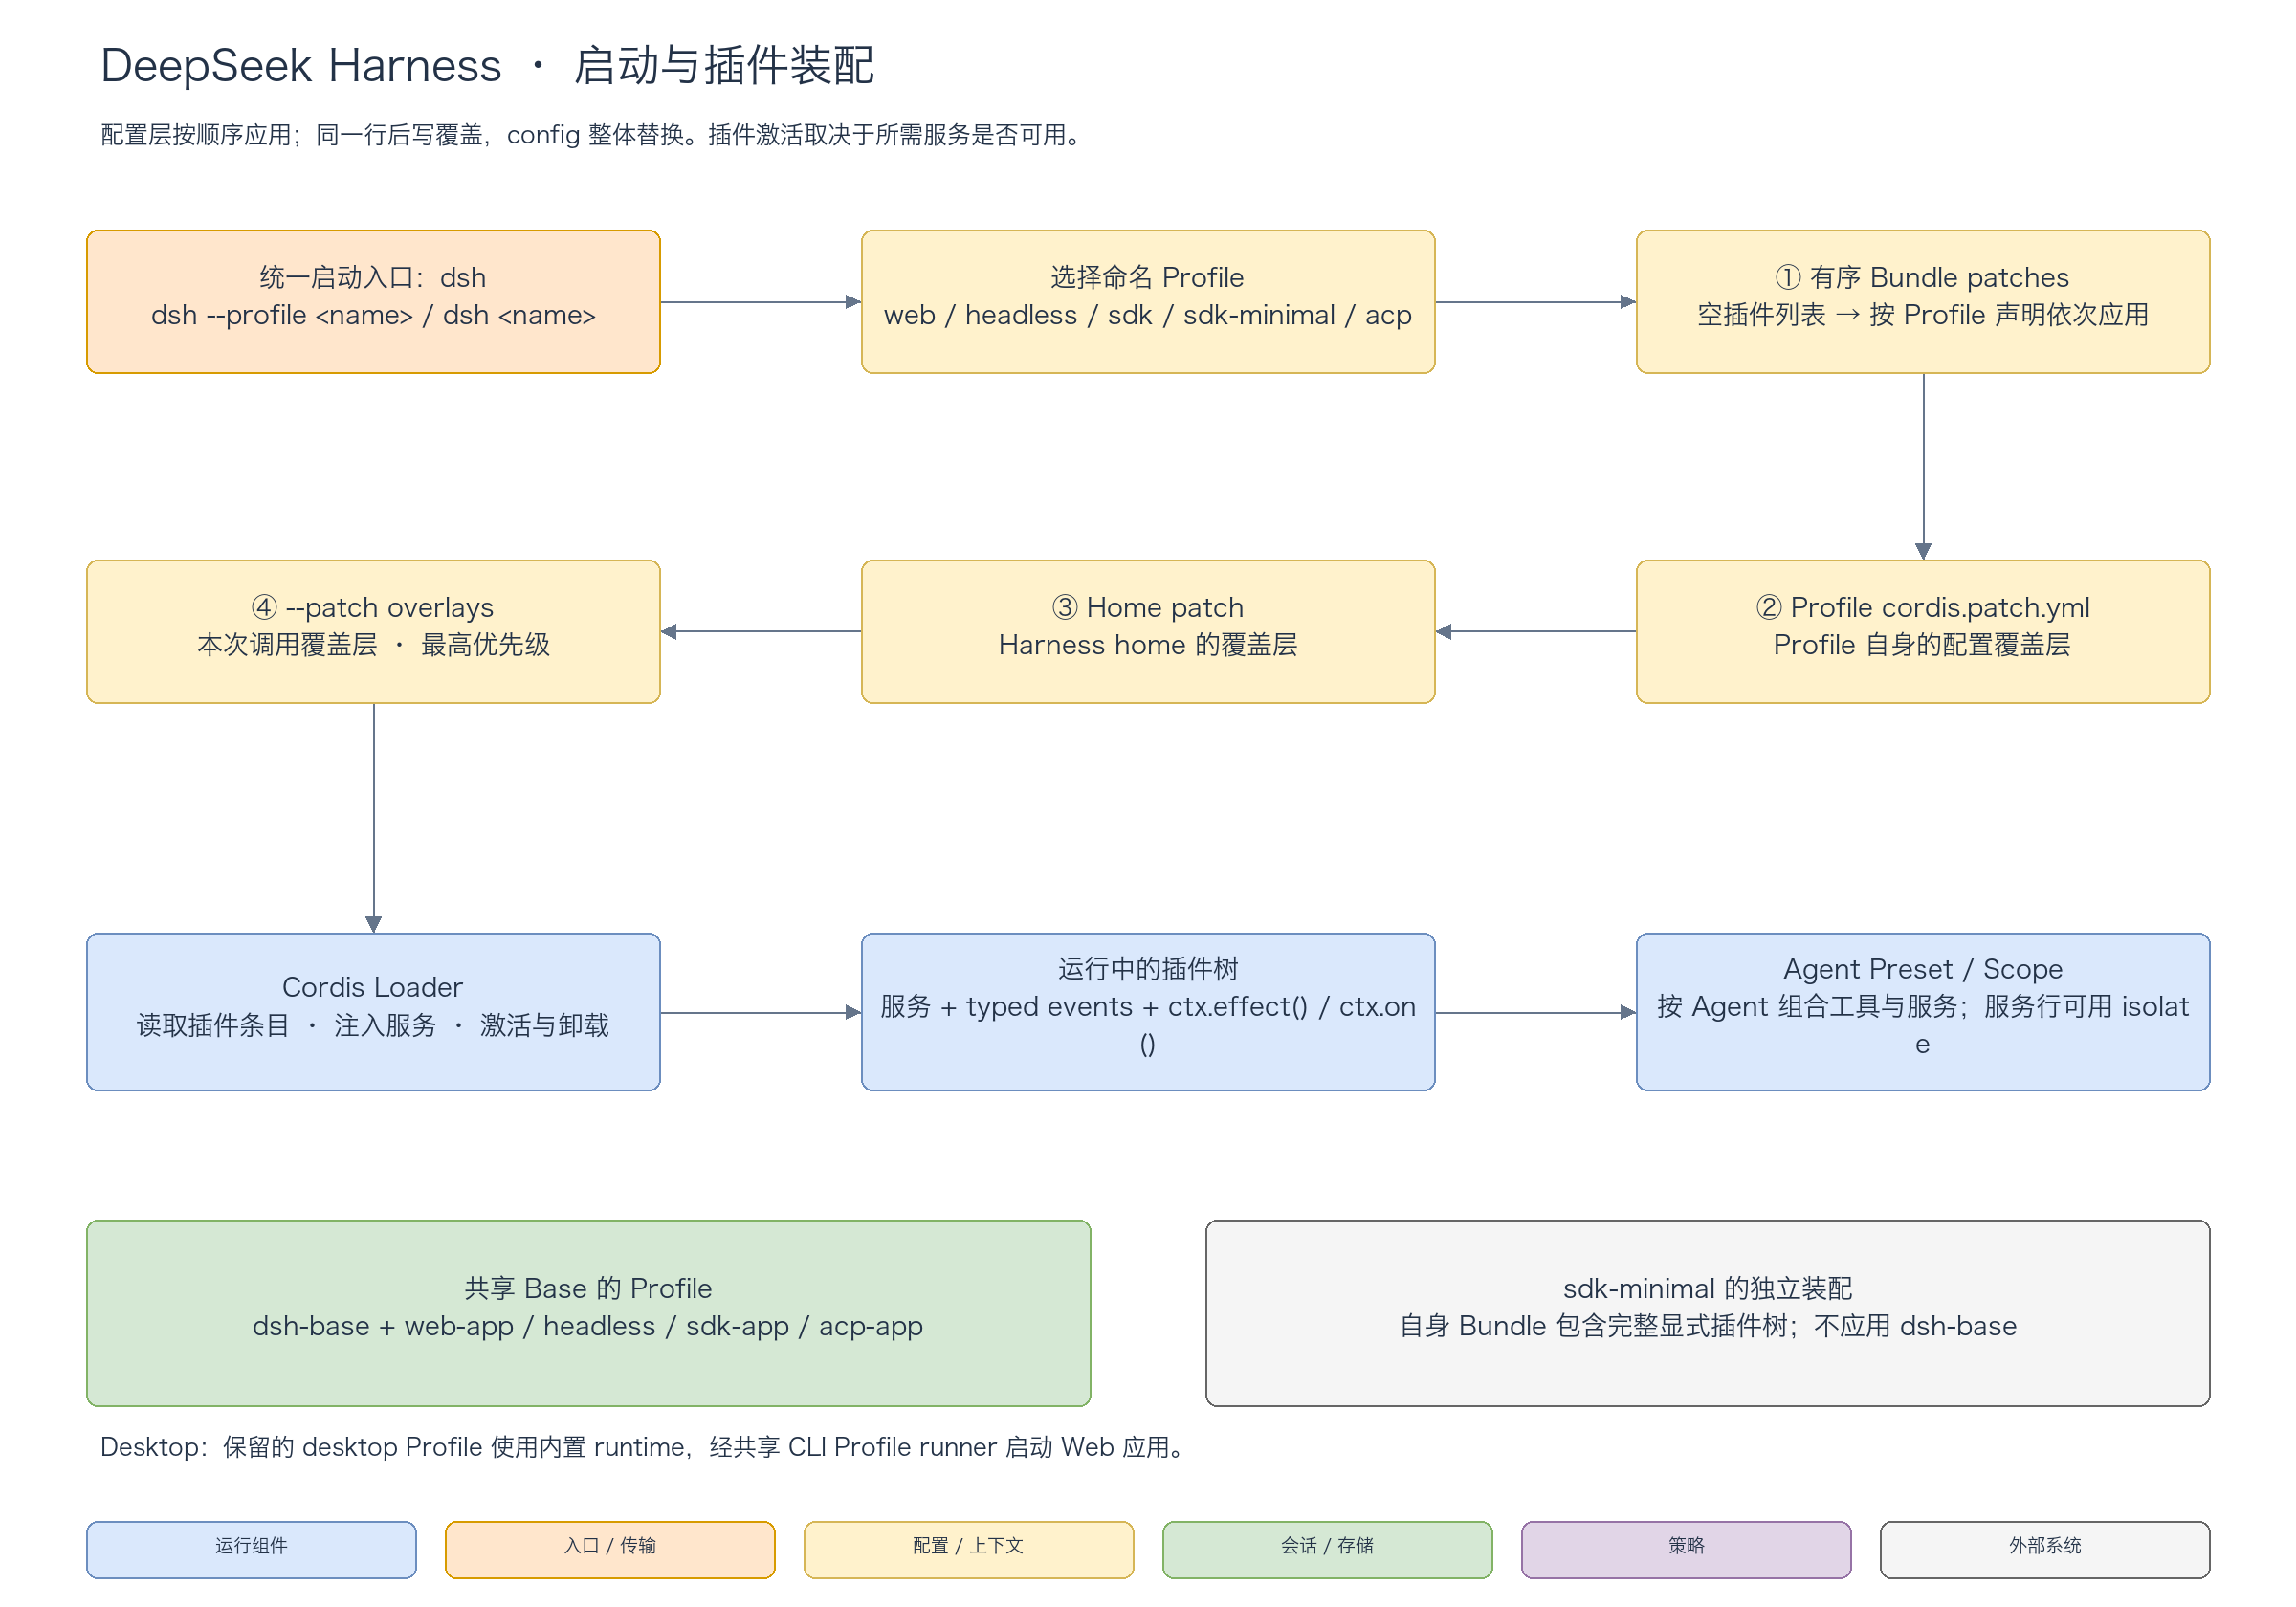 DeepSeek Harness · 启动与插件装配
配置层按顺序应用；同一行后写覆盖，config 整体替换。插件激活取决于所需服务是否可用。
统一启动入口：dsh
dsh --profile <name> / dsh <name>
选择命名 Profile
web / headless / sdk / sdk-minimal / acp
① 有序 Bundle patches
空插件列表 → 按 Profile 声明依次应用
④ --patch overlays
本次调用覆盖层 · 最高优先级
③ Home patch
Harness home 的覆盖层
② Profile cordis.patch.yml
Profile 自身的配置覆盖层
Cordis Loader
读取插件条目 · 注入服务 · 激活与卸载
运行中的插件树
服务 + typed events + ctx.effect() / ctx.on
()
Agent Preset / Scope
按 Agent 组合工具与服务；服务行可用 isolat
e
共享 Base 的 Profile
dsh-base + web-app / headless / sdk-app / acp-app
sdk-minimal 的独立装配
自身 Bundle 包含完整显式插件树；不应用 dsh-base
Desktop：保留的 desktop Profile 使用内置 runtime，经共享 CLI Profile runner 启动 Web 应用。
运行组件
入口 / 传输
配置 / 上下文
会话 / 存储
策略
外部系统